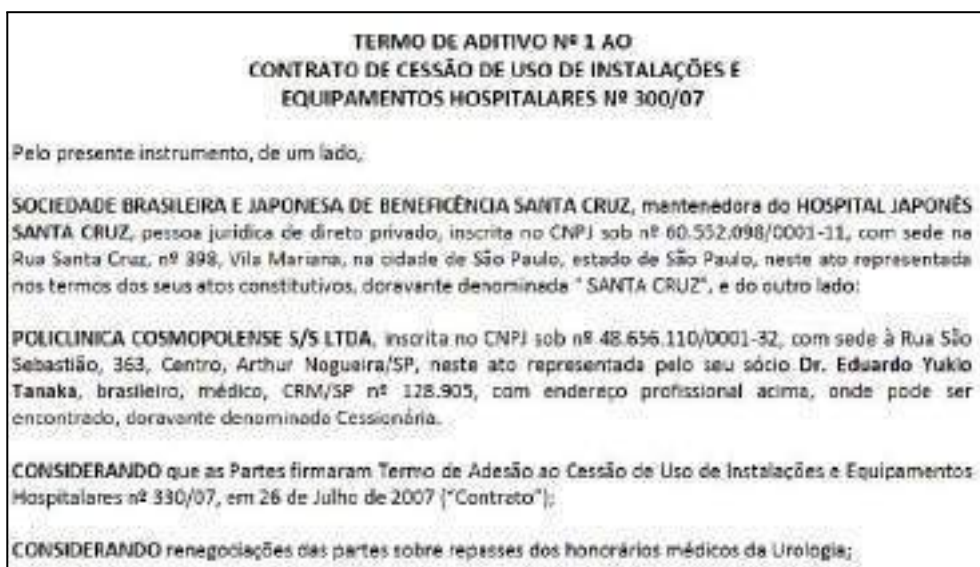 TERMO DE ADITIVO Nº 1 AO
CONTRATO DE CESSÃO DE USO DE INSTALAÇÕES E
EQUIPAMENTOS HOSPITALARES Nº 300/07
Pelo presente instrumento, de um lado,
SOCIEDADE BRASILEIRA E JAPONESA DE BENEFICÊNCIA SANTA CRUZ, mantenedora do HOSPITAL JAPONÊS
SANTA CRUZ, pessoa jurídica de direto privado, inscrita no CNPJ sob nº 60.552.098/0001-11, com sede na
Rua Santa Cruz, nº 398, Vila Mariana, na cidade de São Paulo, estado de São Paulo, neste ato representada
nos termos dos seus atos constitutivos, doravante denominada " SANTA CRUZ", e do outro lado:
POLICLINICA COSMOPOLENSE S/S LTDA, inscrita no CNPJ sob nº 48.656.110/0001-32, com sede à Rua São
Sebastião, 363, Centro, Arthur Nogueira/SP, neste ato representada pelo seu sócio Dr. Eduardo Yukio
Tanaka, brasileiro, médico, CRM/SP nº 128.905, com endereço profissional acima, onde pode ser
encontrado, doravante denominada Cessionária.
CONSIDERANDO que as Partes firmaram Termo de Adesão ao Cessão de Uso de Instalações e Equipamentos
Hospitalares nº 330/07, em 26 de Julho de 2007 ("Contrato");
CONSIDERANDO renegociações das partes sobre repasses dos honorários médicos da Urologia;